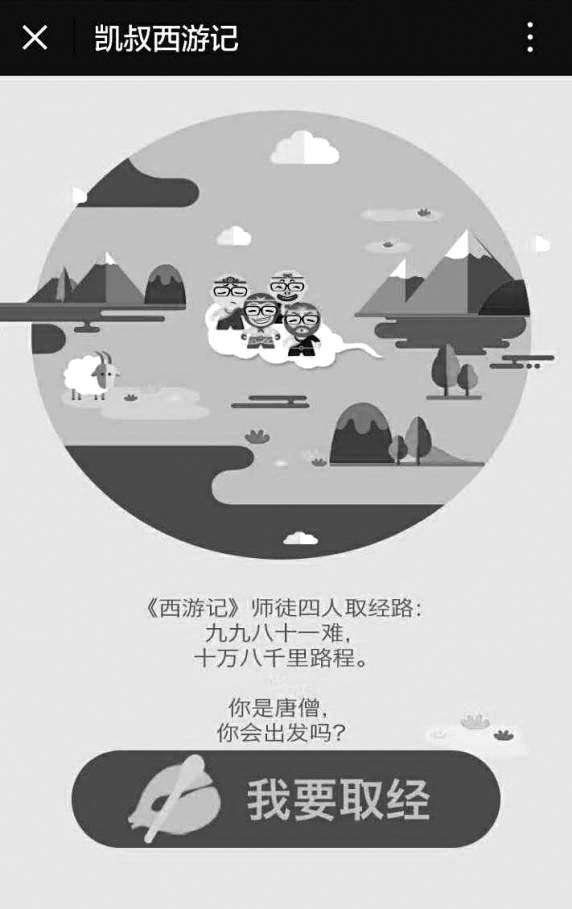 凯叔西游记
《西游记》师徒四人取经路：
九九八十一难，
十万八千里路程。
你是唐僧，
你会出发吗？
我要取经